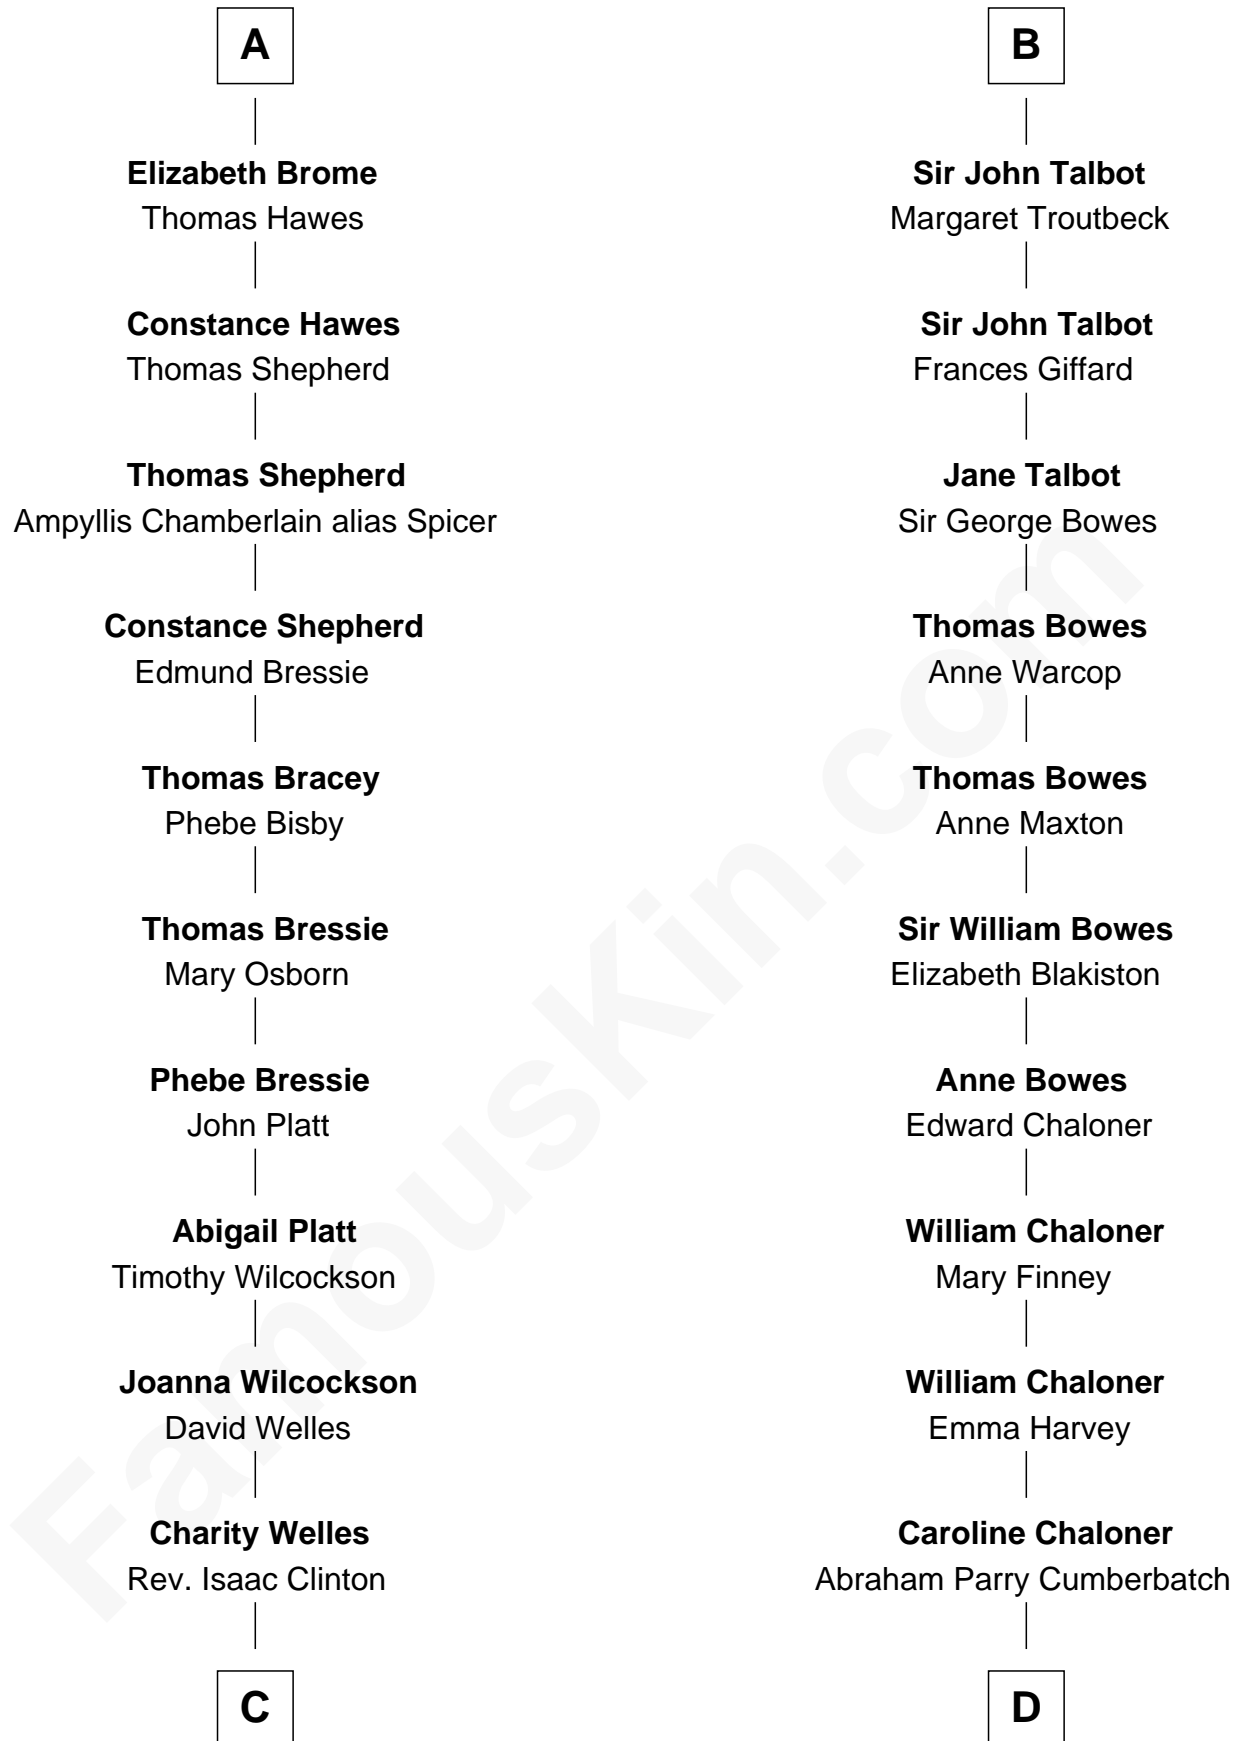 A
Elizabeth Brome
Thomas Hawes
Constance Hawes
Thomas Shepherd
Thomas Shepherd
Ampyllis Chamberlain alias Spicer
Constance Shepherd
Edmund Bressie
Thomas Bracey
Phebe Bisby
Thomas Bressie
Mary Osborn
Phebe Bressie
John Platt
Abigail Platt
Timothy Wilcockson
Joanna Wilcockson
David Welles
Charity Welles
Rev. Isaac Clinton
C
B
Sir John Talbot
Margaret Troutbeck
Sir John Talbot
Frances Giffard
Jane Talbot
Sir George Bowes
Thomas Bowes
Anne Warcop
Thomas Bowes
Anne Maxton
Sir William Bowes
Elizabeth Blakiston
Anne Bowes
Edward Chaloner
William Chaloner
Mary Finney
William Chaloner
Emma Harvey
Caroline Chaloner
Abraham Parry Cumberbatch
D
FamousKin.com